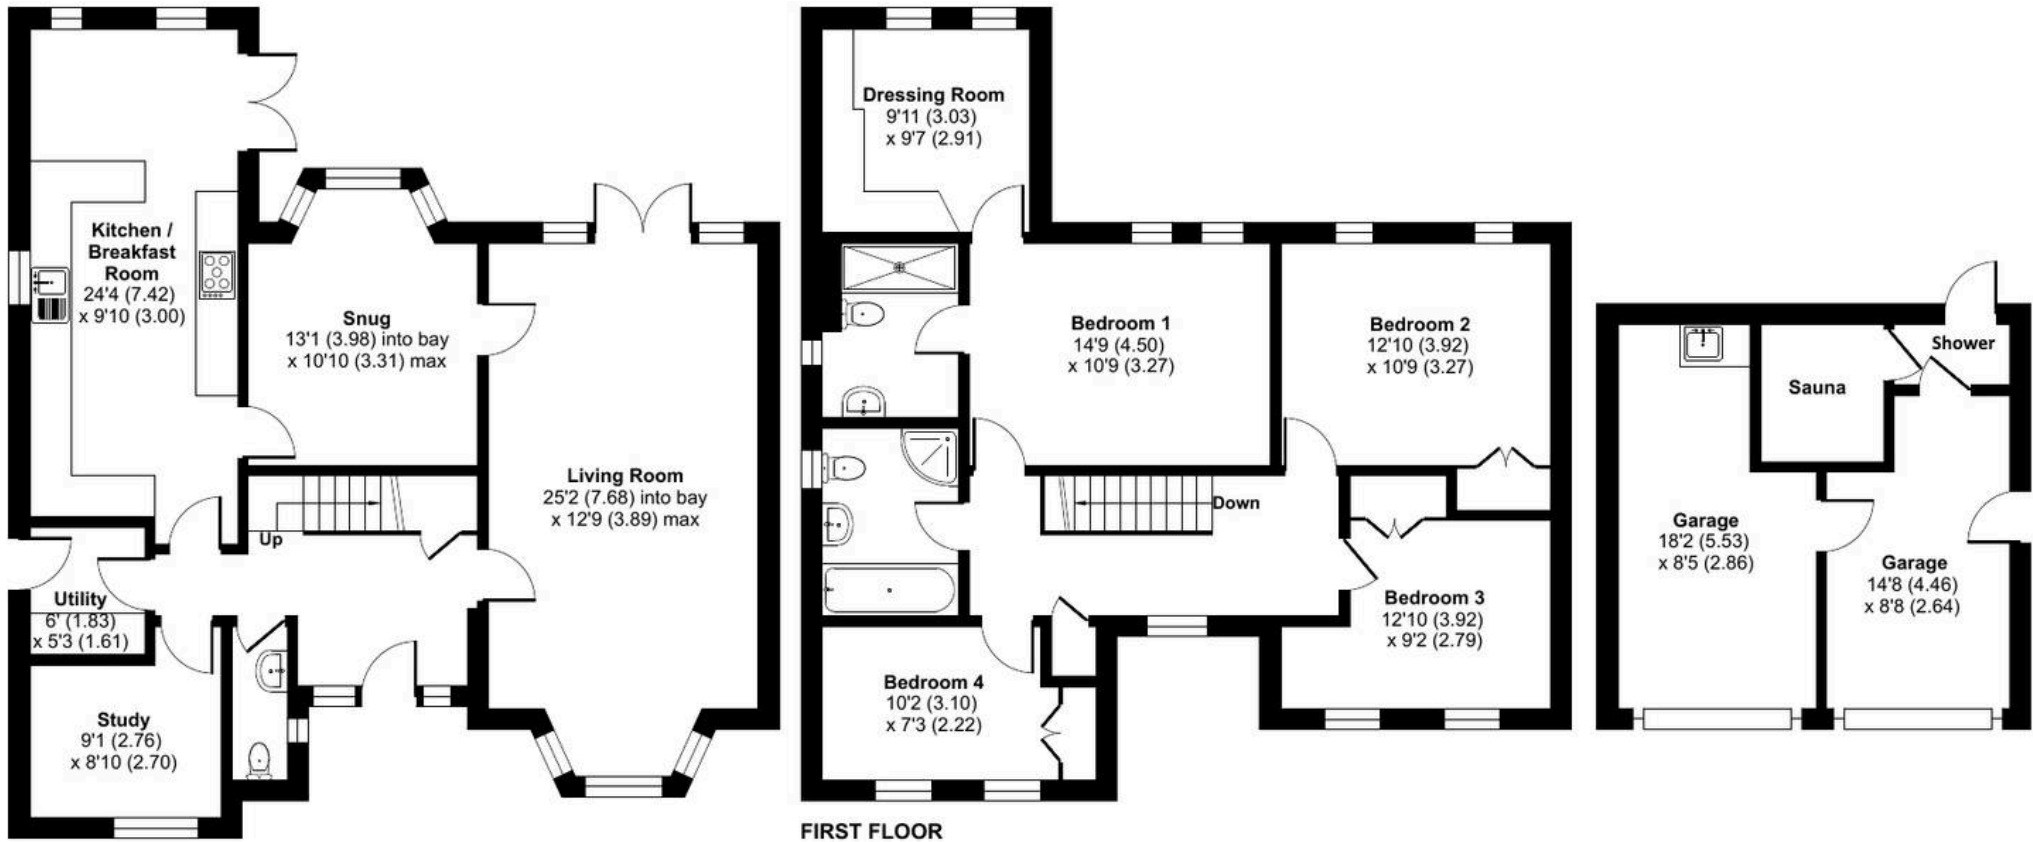 Kitchen /
Breakfast
Room
24'4 (7.42)
x 9'10 (3.00)
Snug
13'1 (3.98) into bay
x 10'10 (3.31) max
Living Room
25'2 (7.68) into bay
x 12'9 (3.89) max
Up
Utility
6' (1.83)
x 5'3 (1.61)
Study
9'1 (2.76)
x 8'10 (2.70)
Dressing Room
9'11 (3.03)
x 9'7 (2.91)
Bedroom 1
14'9 (4.50)
x 10'9 (3.27)
Bedroom 2
12'10 (3.92)
x 10'9 (3.27)
Down
Bedroom 3
12'10 (3.92)
x 9'2 (2.79)
Bedroom 4
10'2 (3.10)
x 7'3 (2.22)
FIRST FLOOR
Shower
Sauna
Garage
18'2 (5.53)
x 8'5 (2.86)
Garage
14'8 (4.46)
x 8'8 (2.64)